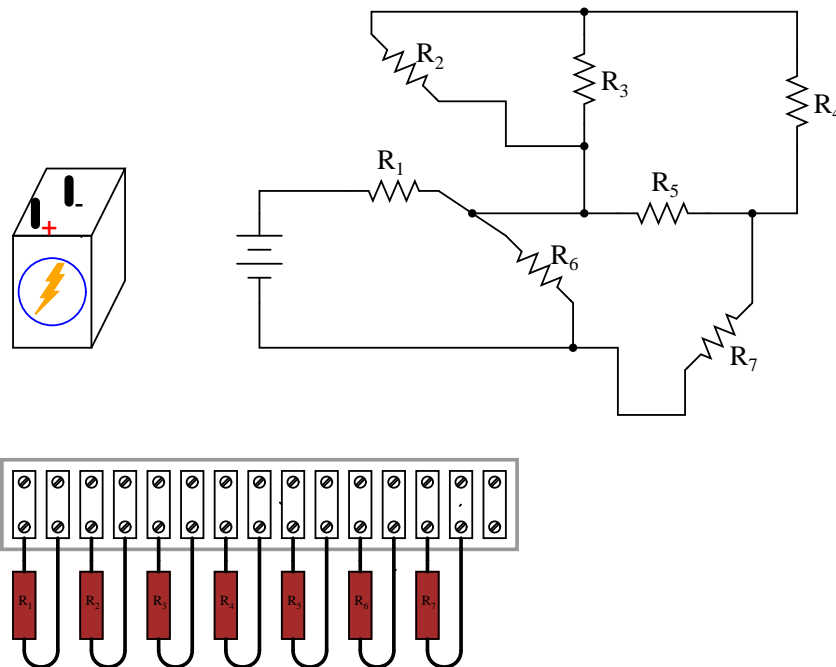 R₂
R₃
R₄
R₁
R₅
-
+
R₆
R₇
R₁ R₂ R₃ R₄ R₅ R₆ R₇